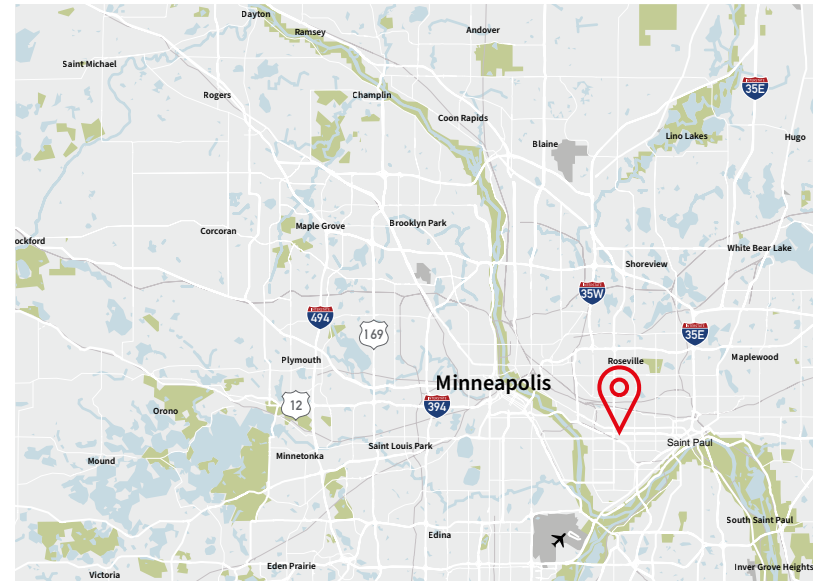 Dayton
Ramsey
Andover
Saint Michael
35E
Rogers
Champlin
Coon Rapids
Lino Lakes
Hugo
Blaine
Corcoran
Maple Grove
Brooklyn Park
ockford
White Bear Lake
Shoreview
35W
494
169
35E
Plymouth
Roseville
Maplewood
Minneapolis
12
394
Orono
Saint Paul
Saint Louis Park
Minnetonka
Mound
South Saint Paul
Edina
Eden Prairie
Inver Grove Heights
Victoria